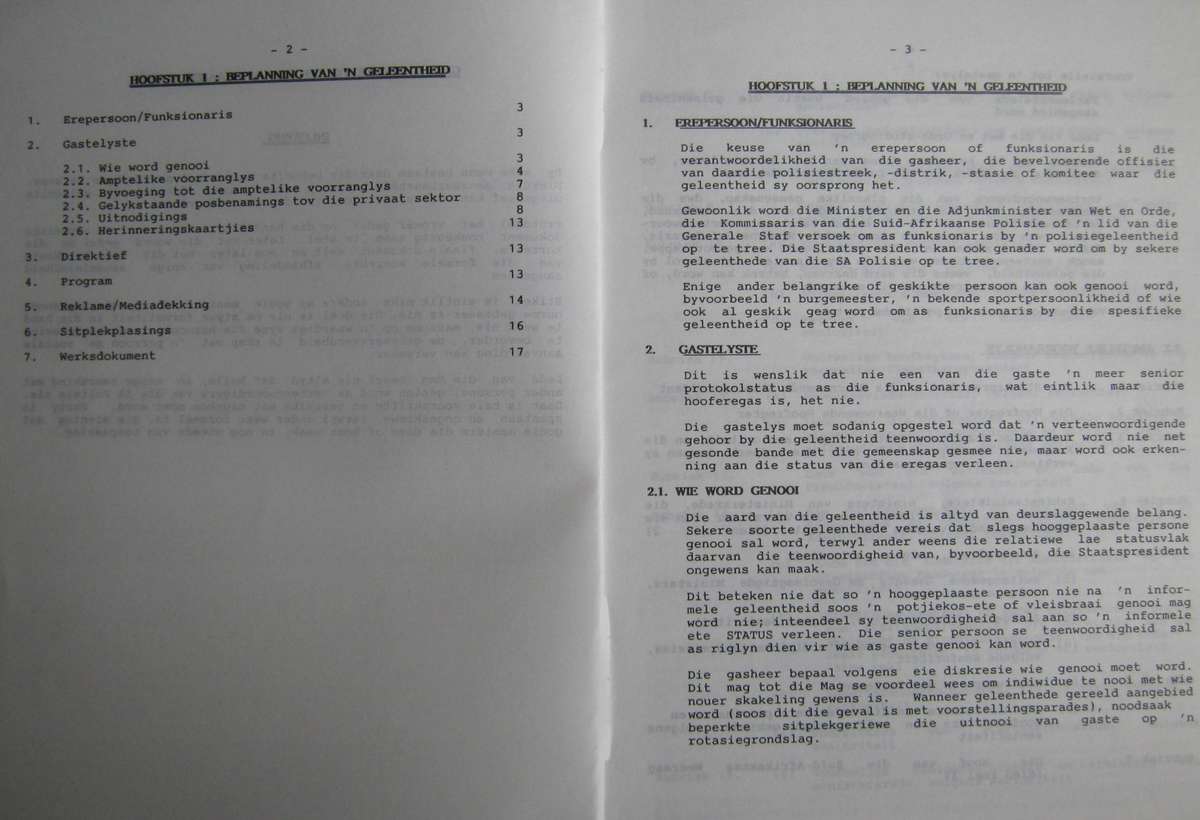 - 2 -
HOOFSTUK 1 : BEPLANNING VAN 'N GELEENTHEID
1. Erepersoon/Funksionaris 3
2. Gastelyste 3
2.1. Wie word genooi 3
2.2. Amptelike voorranglys 4
2.3. Byvoeging tot die amptelike voorranglys 7
2.4. Gelykstaande posbenamings tov die privaat sektor 8
2.5. Uitnodigings 8
2.6. Herinneringskaartjies 13
3. Direktief 13
4. Program 13
5. Reklame/Mediadekking 14
6. Sitplekplasings 16
7. Werksdokument 17
- 3 -
HOOFSTUK 1 : BEPLANNING VAN 'N GELEENTHEID
1. EREPERSOON/FUNKSIONARIS
Die keuse van 'n erepersoon of funksionaris is die
verantwoordelikheid van die gasheer, die bevelvoerende offisier
van daardie polisiestreek, -distrik, -stasie of komitee waar die
geleentheid sy oorsprong het.
Gewoonlik word die Minister en die Adjunkminister van Wet en Orde,
die Kommissaris van die Suid-Afrikaanse Polisie of 'n lid van die
Generale Staf versoek om as funksionaris by 'n polisiegeleentheid
op te tree. Die Staatspresident kan ook genader word om by sekere
geleenthede van die SA Polisie op te tree.
Enige ander belangrike of geskikte persoon kan ook genooi word,
byvoorbeeld 'n burgemeester, 'n bekende sportpersoonlikheid of wie
ook al geskik geag word om as funksionaris by die spesifieke
geleentheid op te tree.
2. GASTELYSTE
Dit is wenslik dat nie een van die gaste 'n meer senior
protokolstatus as die funksionaris, wat eintlik maar die
hooferegas is, het nie.
Die gastelys moet sodanig opgestel word dat 'n verteenwoordigende
gehoor by die geleentheid teenwoordig is. Daardeur word nie net
gesonde bande met die gemeenskap gesmee nie, maar word ook erken-
ning aan die status van die eregas verleen.
2.1. WIE WORD GENOOI
Die aard van die geleentheid is altyd van deurslaggewende belang.
Sekere soorte geleenthede vereis dat slegs hooggeplaaste persone
genooi sal word, terwyl ander weens die relatiewe lae statusvlak
daarvan die teenwoordigheid van, byvoorbeeld, die Staatspresident
ongewens kan maak.
Dit beteken nie dat so 'n hooggeplaaste persoon nie na 'n infor-
mele geleentheid soos 'n potjiekos-ete of vleisbraai genooi mag
word nie; inteendeel sy teenwoordigheid sal aan so 'n informele
ete STATUS verleen. Die senior persoon se teenwoordigheid sal
as riglyn dien vir wie as gaste genooi kan word.
Die gasheer bepaal volgens eie diskresie wie genooi moet word.
Dit mag tot die Mag se voordeel wees om indiwidue te nooi met wie
nouer skakeling gewens is. Wanneer geleenthede gereeld aangebied
word (soos dit die geval is met voorstellingsparades), noodsaak
beperkte sitplekgeriewe die uitnooi van gaste op 'n
rotasiegrondslag.